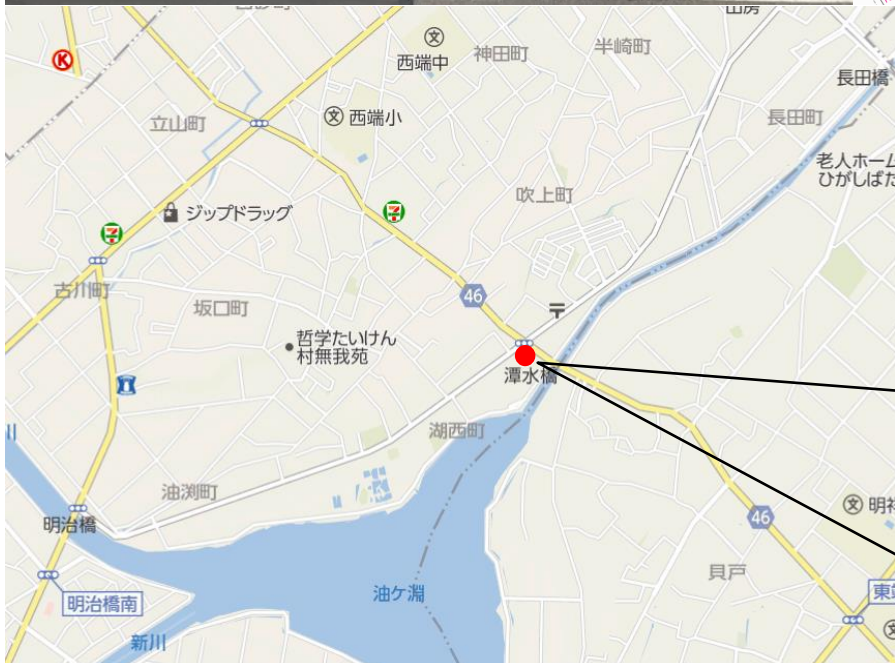 西端中
神田町
半崎町
長田橋
立山町
西端小
長田町
老人ホーム
ひがしばた
吹上町
ジップドラッグ
46
古川町
坂口町
哲学たいけん
村無我苑
潭水橋
湖西町
油渕町
明治橋
46
貝戸
明治橋南
油ケ淵
新川